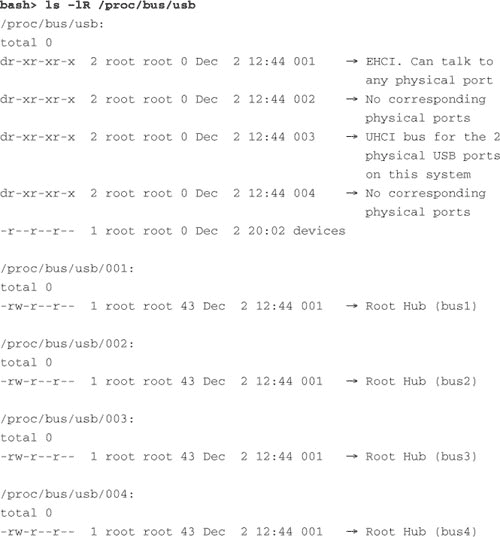 bash> ls -lR /proc/bus/usb
/proc/bus/usb:
total 0
dr-xr-xr-x  2 root root 0 Dec  2 12:44 001   → EHCI. Can talk to
any physical port
dr-xr-xr-x  2 root root 0 Dec  2 12:44 002   → No corresponding
physical ports
dr-xr-xr-x  2 root root 0 Dec  2 12:44 003   → UHCI bus for the 2
physical USB ports
on this system
dr-xr-xr-x  2 root root 0 Dec  2 12:44 004   → No corresponding
physical ports
-r--r--r--  1 root root 0 Dec  2 20:02 devices

/proc/bus/usb/001:
total 0
-rw-r--r--  1 root root 43 Dec  2 12:44 001   → Root Hub (bus1)

/proc/bus/usb/002:
total 0
-rw-r--r--  1 root root 43 Dec  2 12:44 001   → Root Hub (bus2)

/proc/bus/usb/003:
total 0
-rw-r--r--  1 root root 43 Dec  2 12:44 001   → Root Hub (bus3)

/proc/bus/usb/004:
total 0
-rw-r--r--  1 root root 43 Dec  2 12:44 001   → Root Hub (bus4)